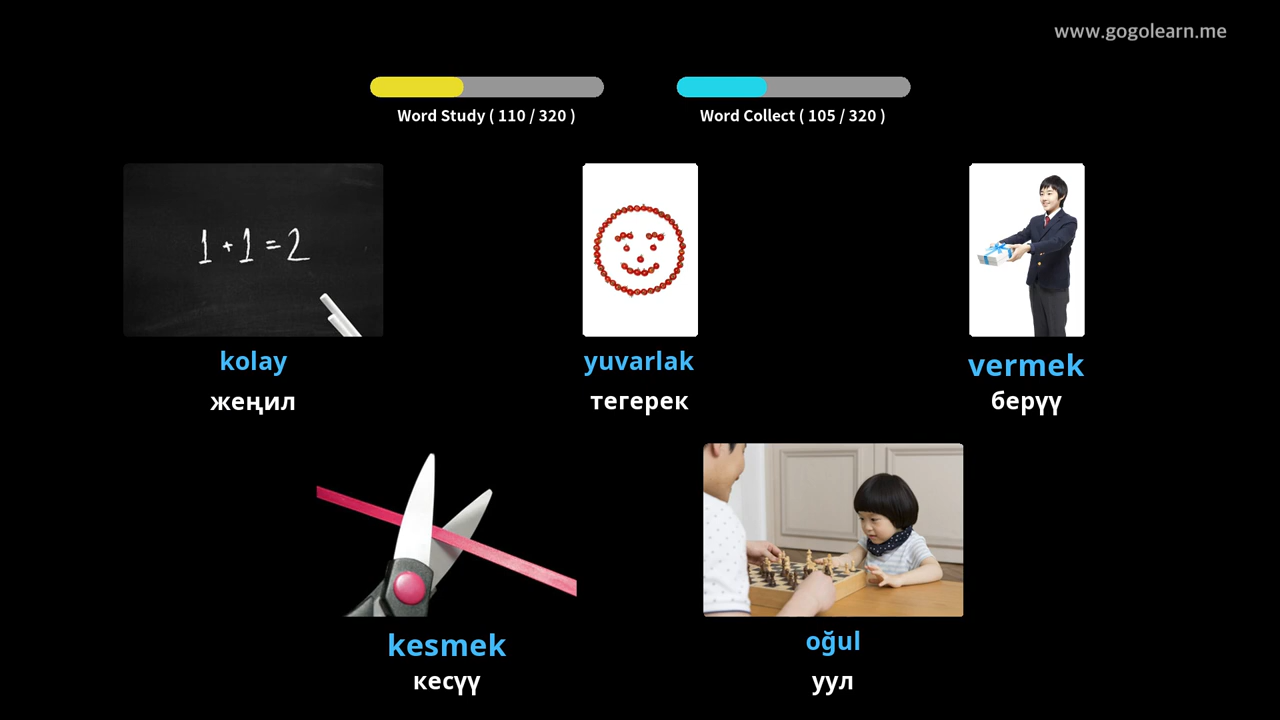 www.gogolearn.me
Word Study ( 110 / 320 )
Word Collect ( 105 / 320 )
1 + 1 = 2
kolay
жеңил
yuvarlak
тегерек
vermek
берүү
kesmek
кесүү
oğul
уул